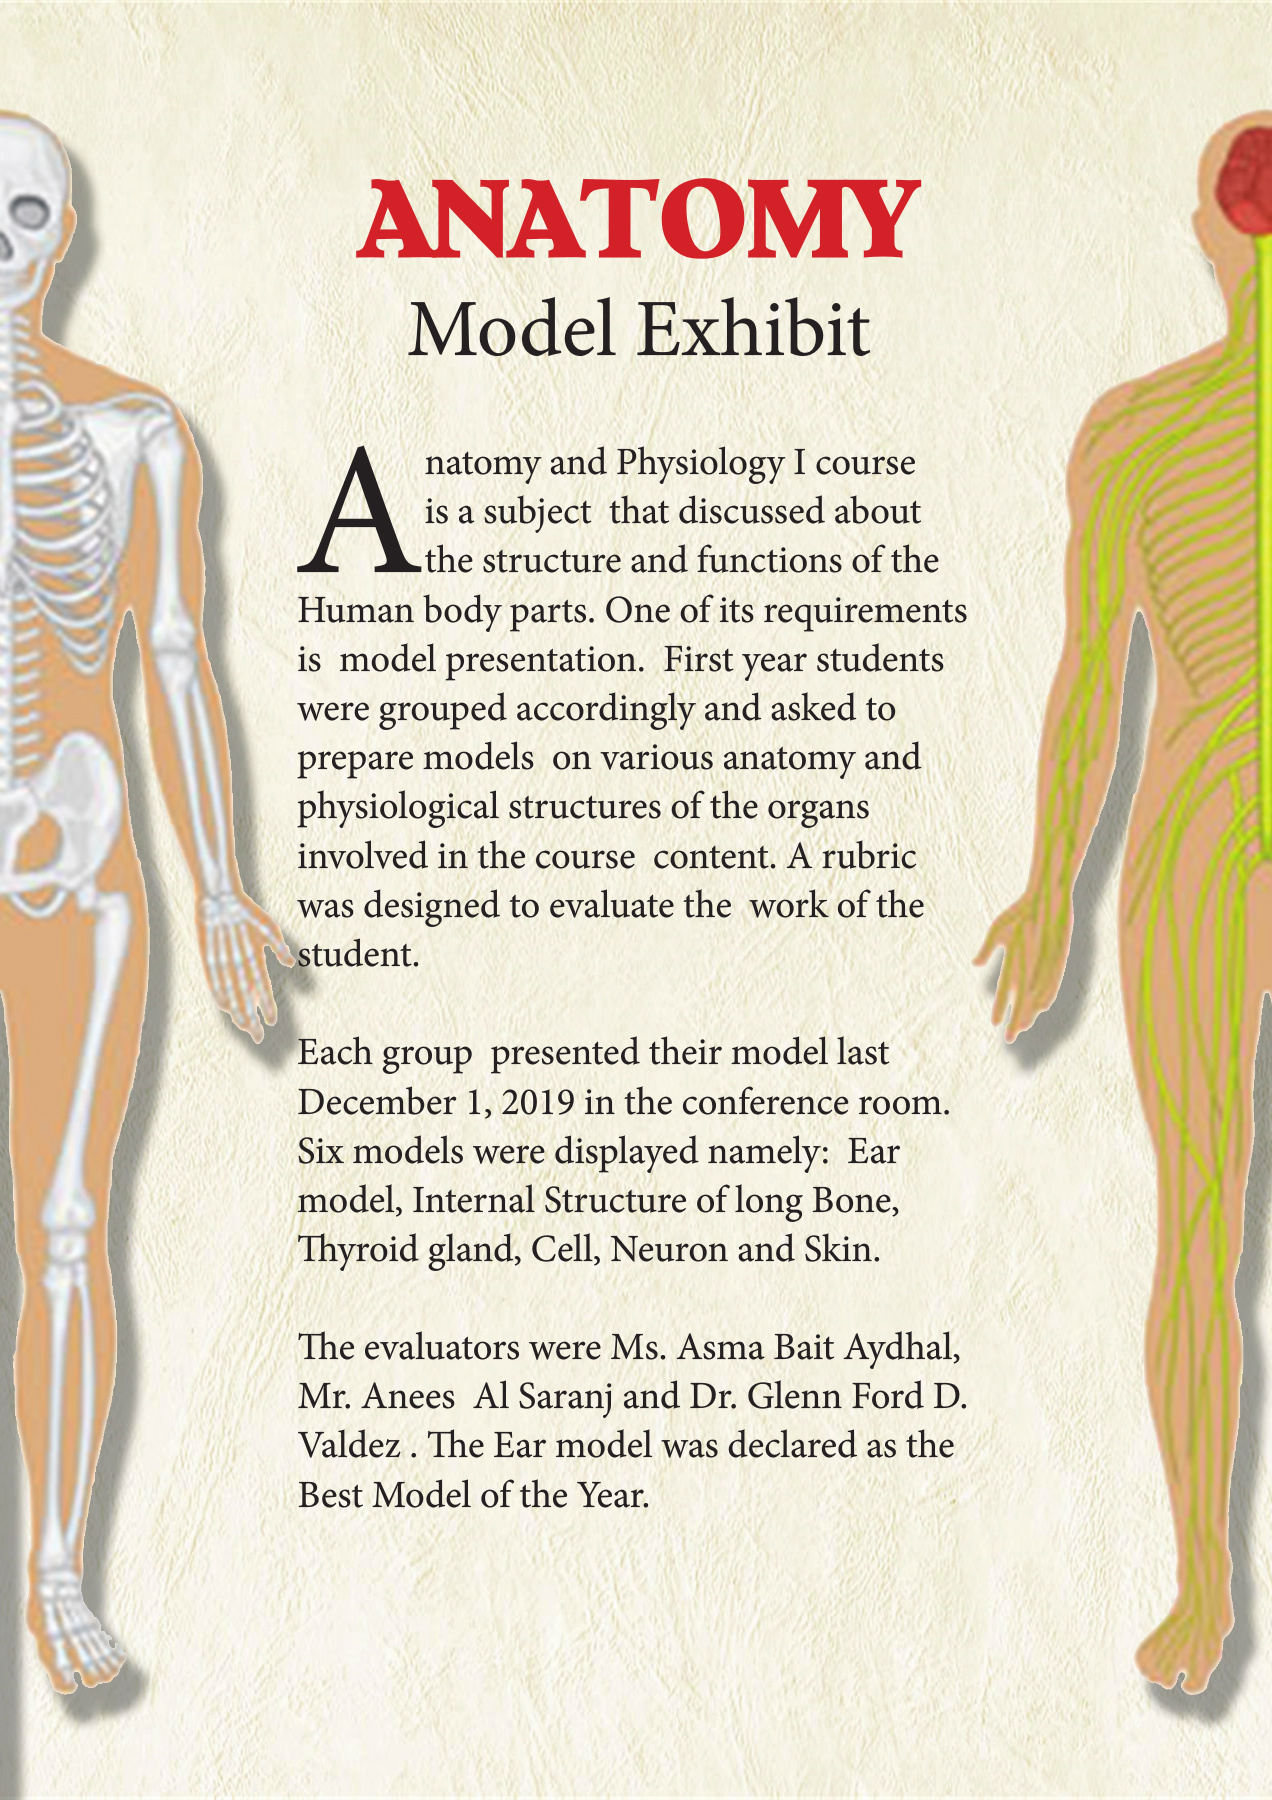 ANATOMY
Model Exhibit
Anatomy and Physiology I course
is a subject that discussed about
the structure and functions of the
Human body parts. One of its requirements
is model presentation. First year students
were grouped accordingly and asked to
prepare models on various anatomy and
physiological structures of the organs
involved in the course content. A rubric
was designed to evaluate the work of the
student.
Each group presented their model last
December 1, 2019 in the conference room.
Six models were displayed namely: Ear
model, Internal Structure of long Bone,
Thyroid gland, Cell, Neuron and Skin.
The evaluators were Ms. Asma Bait Aydhal,
Mr. Anees Al Saranj and Dr. Glenn Ford D.
Valdez . The Ear model was declared as the
Best Model of the Year.